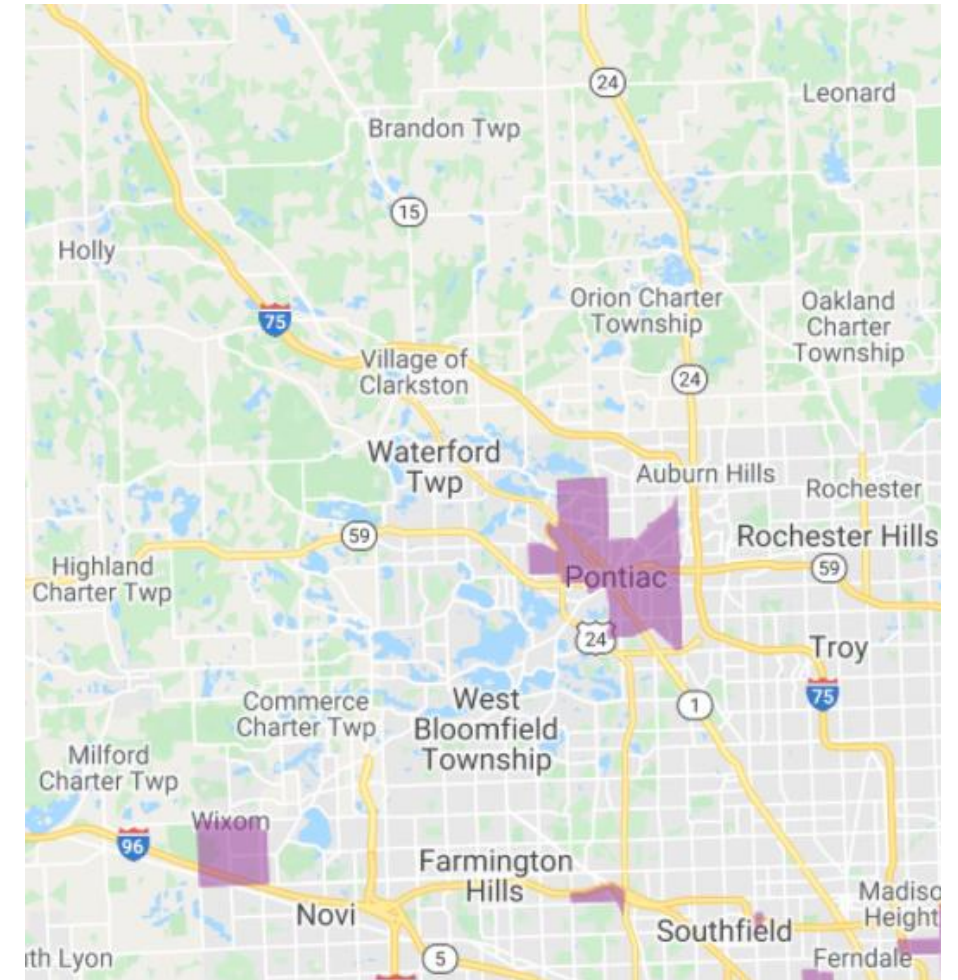 24
Leonard
Brandon Twp
15
Holly
Orion Charter
Township
Oakland
Charter
Township
75
Village of
Clarkston
24
Waterford
Twp
Auburn Hills
Rochester
59
Rochester Hills
Highland
Charter Twp
Pontiac
59
24
Troy
Commerce
Charter Twp
West
Bloomfield
Township
1
75
Milford
Charter Twp
Wixom
96
Farmington
Hills
Madiso
Height
Novi
Southfield
th Lyon
5
Ferndale